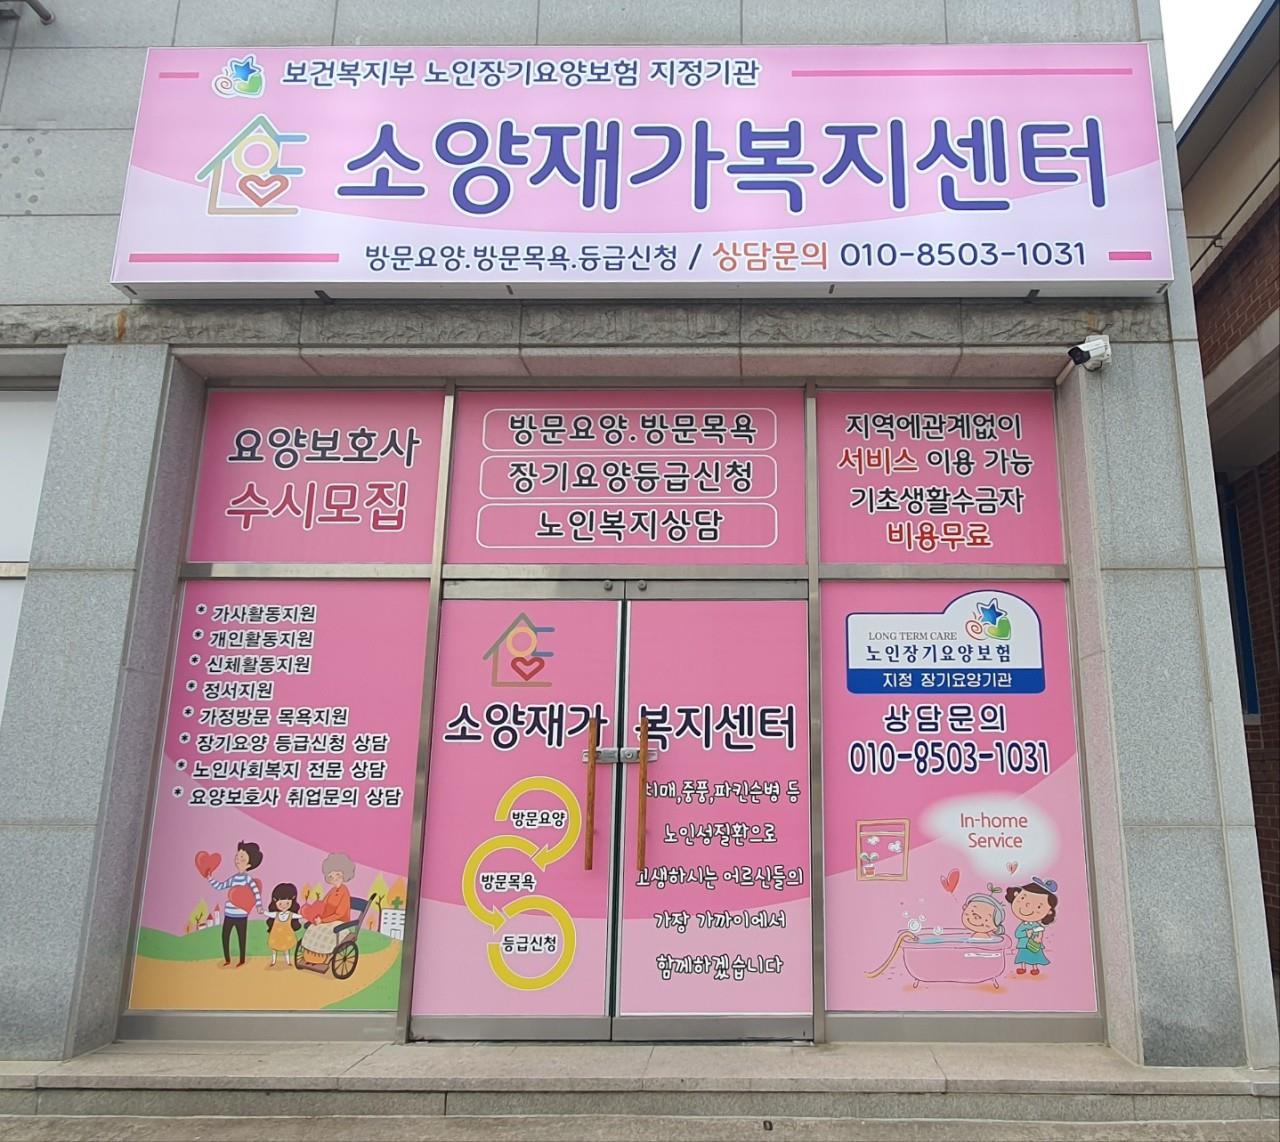 보건복지부 노인장기요양보험 지정기관
소양재가복지센터
방문요양.방문목욕.등급신청 / 상담문의 010-8503-1031
요양보호사
수시모집
방문요양.방문목욕
장기요양등급신청
노인복지상담
지역에관계없이
서비스 이용 가능
기초생활수급자
비용무료
* 가사활동지원
* 개인활동지원
* 신체활동지원
* 정서지원
* 가정방문 목욕지원
* 장기요양 등급신청 상담
* 노인사회복지 전문 상담
* 요양보호사 취업문의 상담
소양재가 복지센터
방문요양
방문목욕
등급신청
치매,중풍,파킨슨병 등
노인성질환으로
고생하시는 어르신들의
가장 가까이에서
함께하겠습니다
LONG TERM CARE
노인장기요양보험
지정 장기요양기관
상담문의
010-8503-1031
In-home
Service